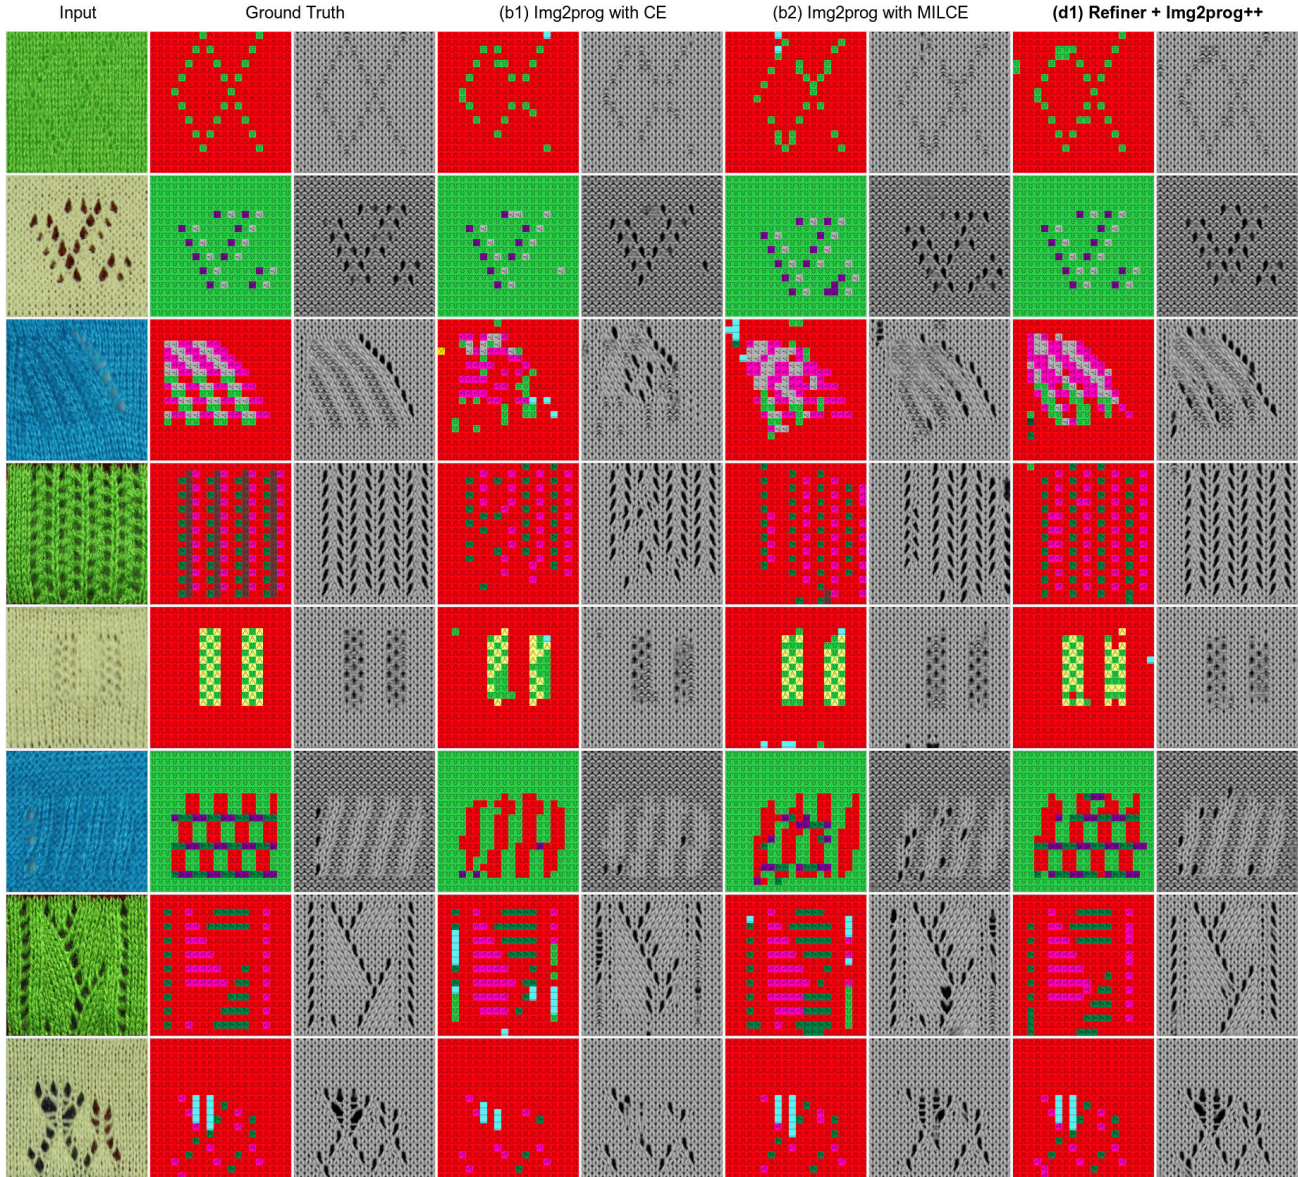 Input Ground Truth (b1) Img2prog with CE (b2) Img2prog with MILCE (d1) Refiner + Img2prog++